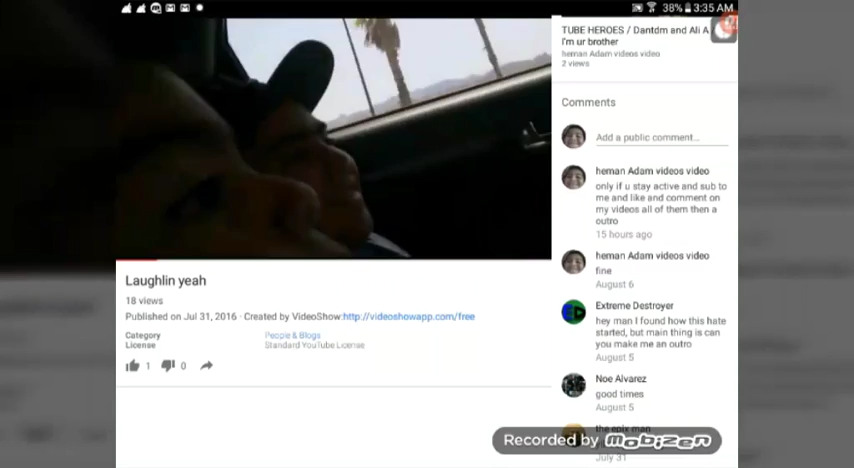 38% 3:35 AM
TUBE HEROES / Dantdm and Ali A
I'm ur brother
heman Adam videos video
2 views
Comments
Add a public comment...
heman Adam videos video
only if u stay active and sub to
me and like and comment on
my videos all of them then a
outro
15 hours ago
heman Adam videos video
fine
August 6
Extreme Destroyer
hey man I found how this hate
started, but main thing is can
you make me an outro
August 5
Noe Alvarez
good times
August 5
the epix man
July 31
Laughlin yeah
18 views
Published on Jul 31, 2016 · Created by VideoShow:http://videoshowapp.com/free
Category People & Blogs
License Standard YouTube License
1 0
Recorded by mobizen